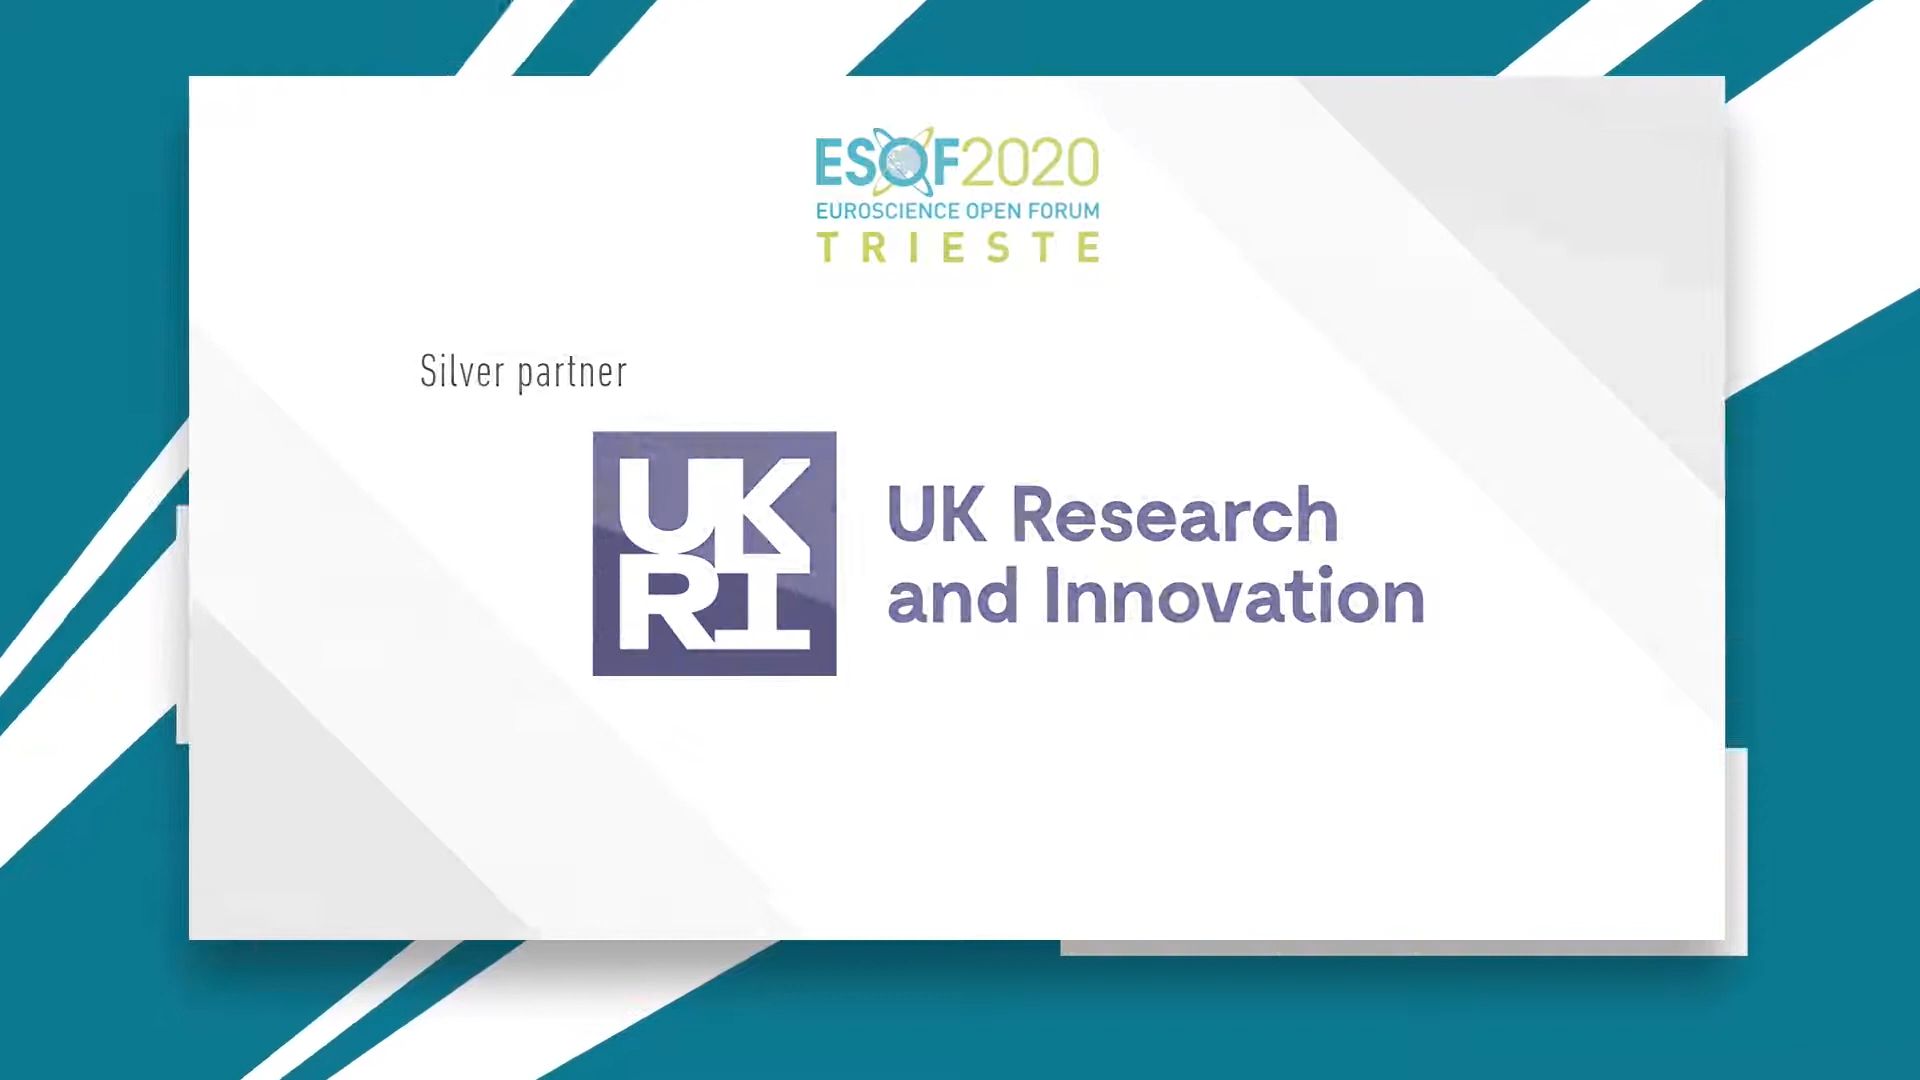 ESOF2020
EUROSCIENCE OPEN FORUM
TRIESTE
Silver partner
UK
RI
UK Research
and Innovation